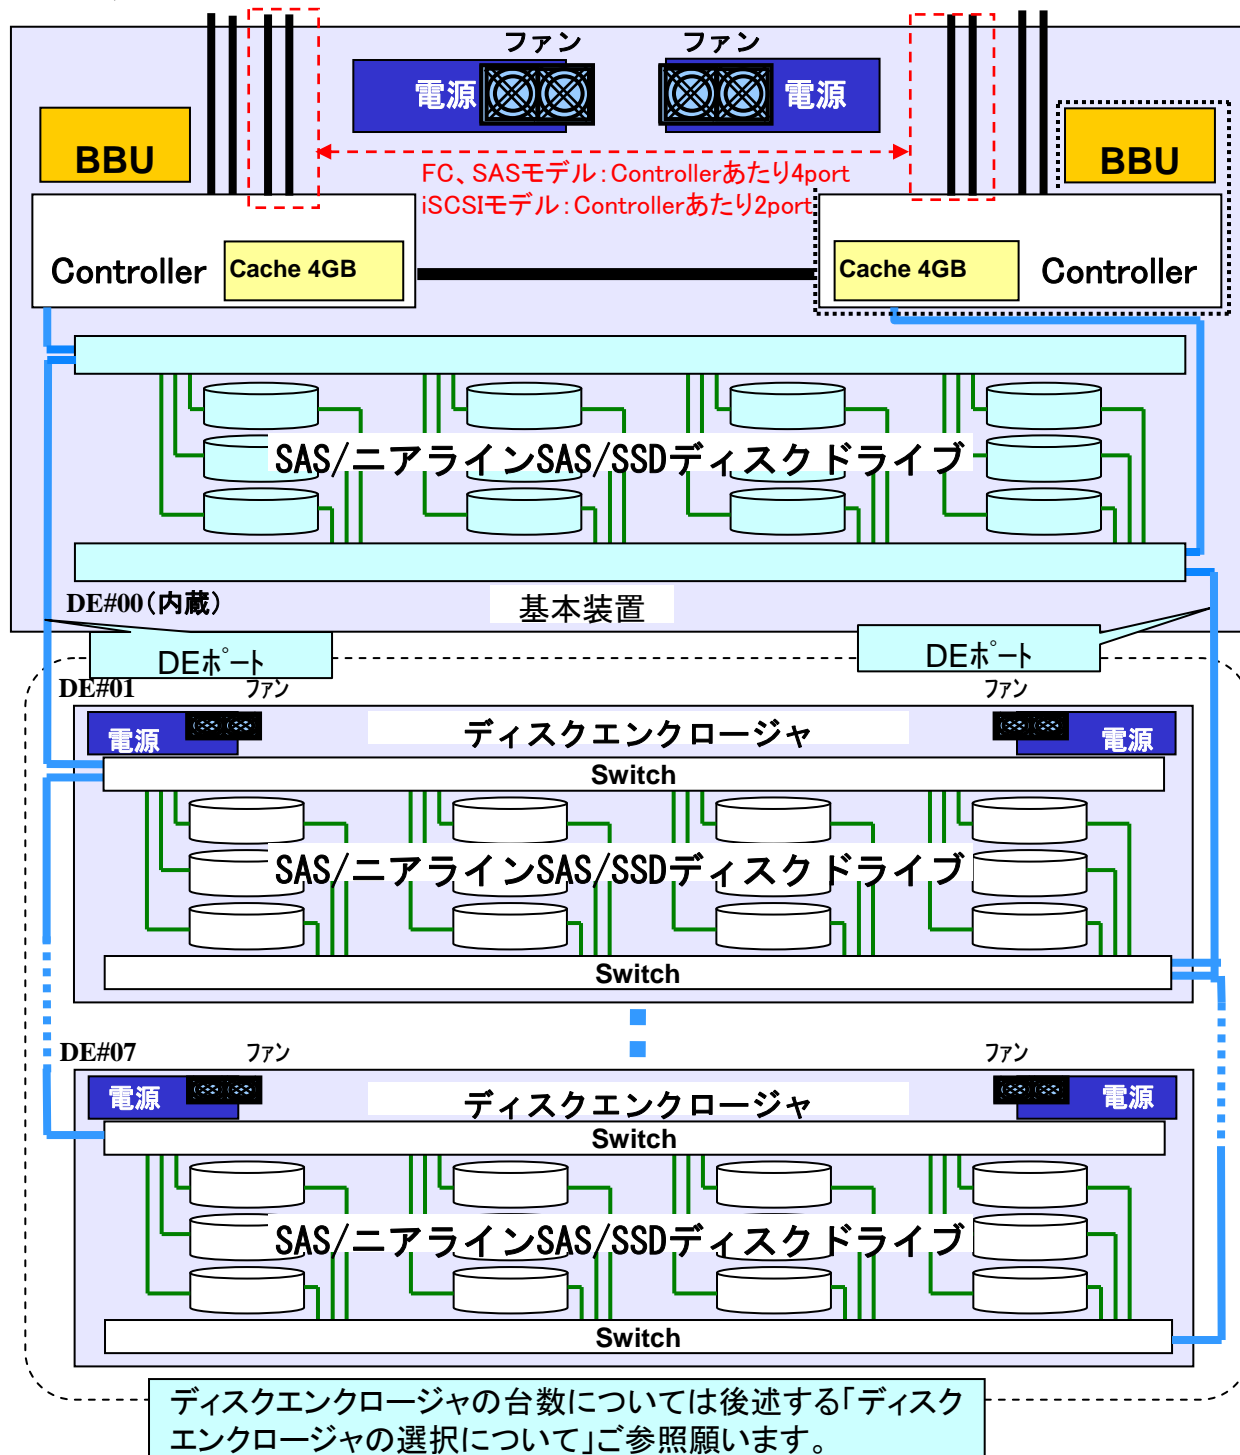 ファン ファン
電源 電源
BBU BBU
FC、SASモデル：Controllerあたり4port
iSCSIモデル：Controllerあたり2port
Controller Cache 4GB Cache 4GB Controller
SAS/ニアラインSAS/SSDディスクドライブ
DE#00（内蔵）
基本装置
DEポート DEポート
DE#01
ファン ファン
電源 ディスクエンクロージャ 電源
Switch
SAS/ニアラインSAS/SSDディスクドライブ
Switch
DE#07
ファン ファン
電源 ディスクエンクロージャ 電源
Switch
SAS/ニアラインSAS/SSDディスクドライブ
Switch
ディスクエンクロージャの台数については後述する「ディスク
エンクロージャの選択について」ご参照願います。